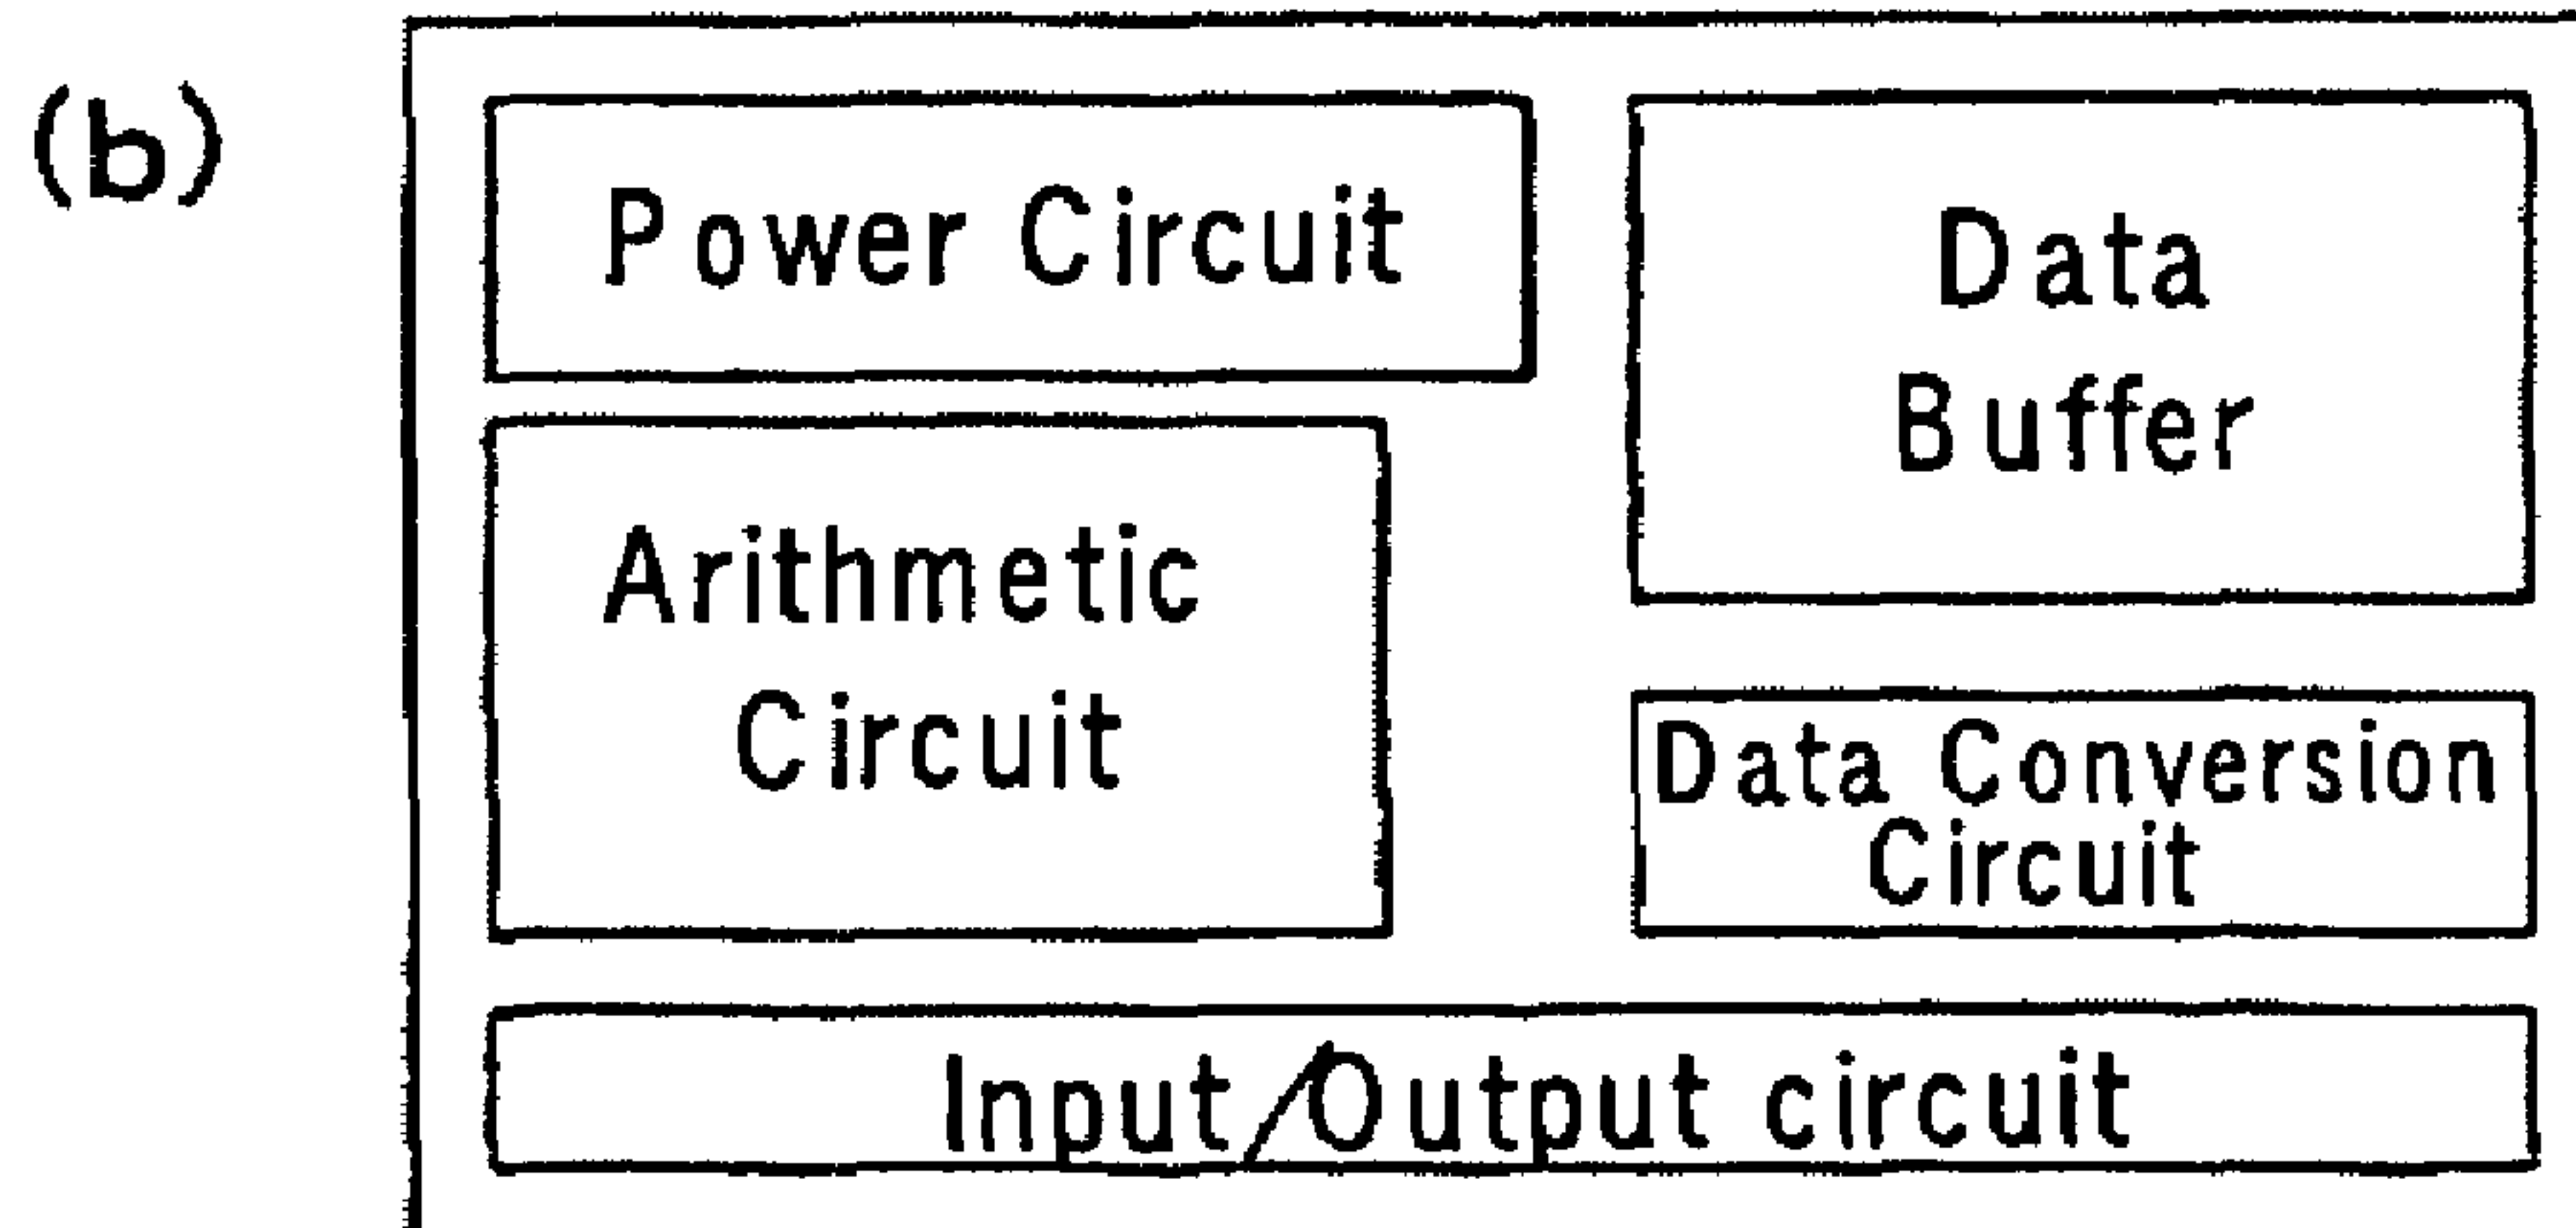 (b)
Power Circuit
Data
Buffer
Arithmetic
Circuit
Data Conversion
Circuit
Input/Output circuit